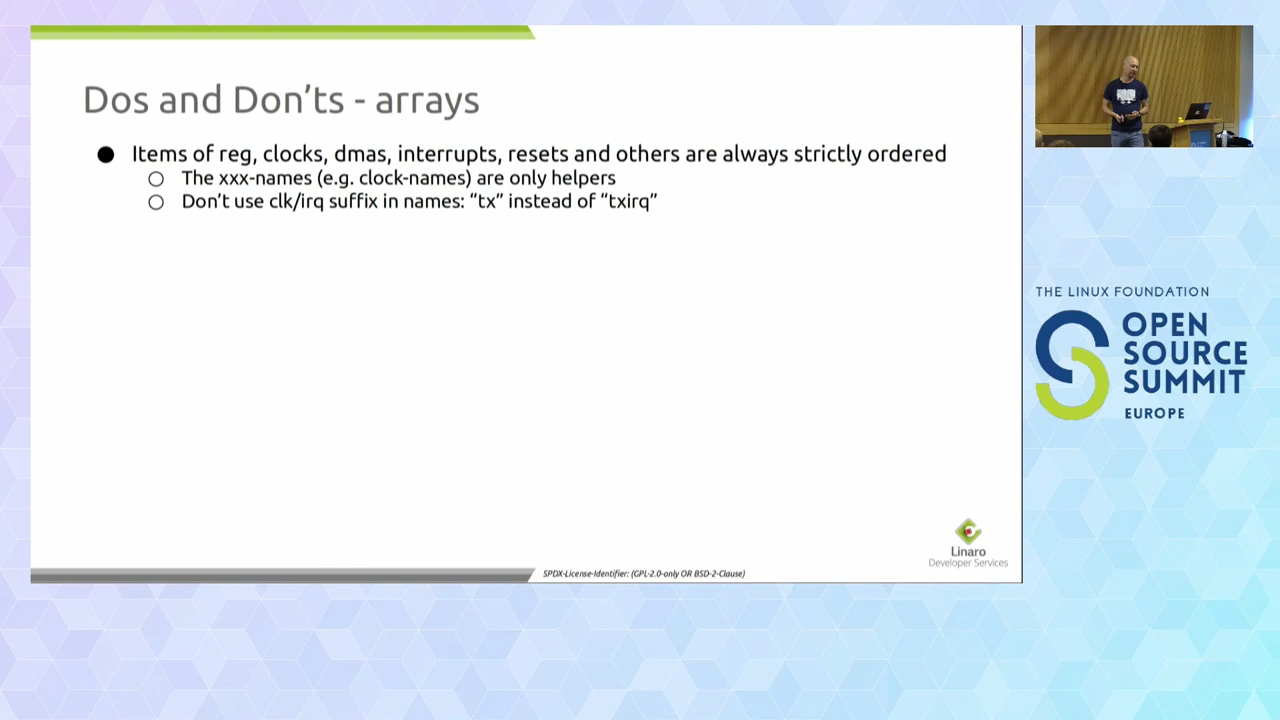 Dos and Don'ts - arrays
Items of reg, clocks, dmas, interrupts, resets and others are always strictly ordered
The xxx-names (e.g. clock-names) are only helpers
Don't use clk/irq suffix in names: “tx” instead of “txirq”
Linaro
Developer Services
SPDX-License-Identifier: (GPL-2.0-only OR BSD-2-Clause)
THE LINUX FOUNDATION
OPEN
SOURCE
SUMMIT
EUROPE